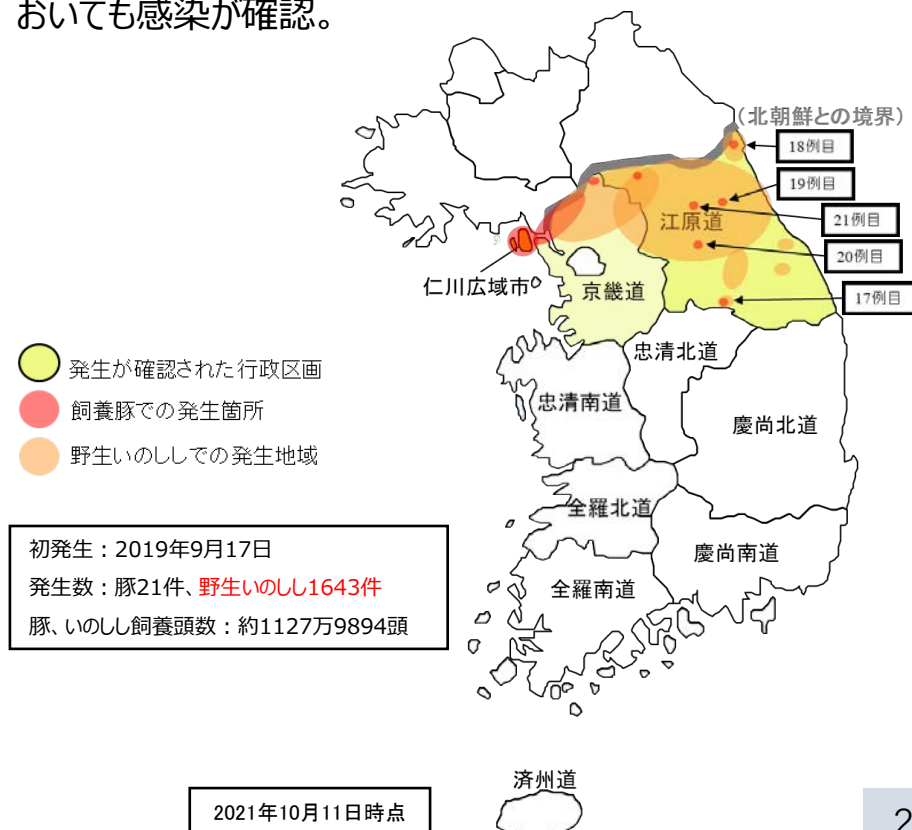 おいても感染が確認。
(北朝鮮との境界)
18例目
19例目
21例目
江原道
20例目
仁川広域市
京畿道
17例目
忠清北道
発生が確認された行政区画
飼養豚での発生箇所
忠清南道
慶尚北道
野生いのししでの発生地域
全羅北道
初発生：2019年9月17日
発生数：豚21件、野生いのしし1643件
豚、いのしし飼養頭数：約1127万9894頭
慶尚南道
全羅南道
済州道
2021年10月11日時点
2